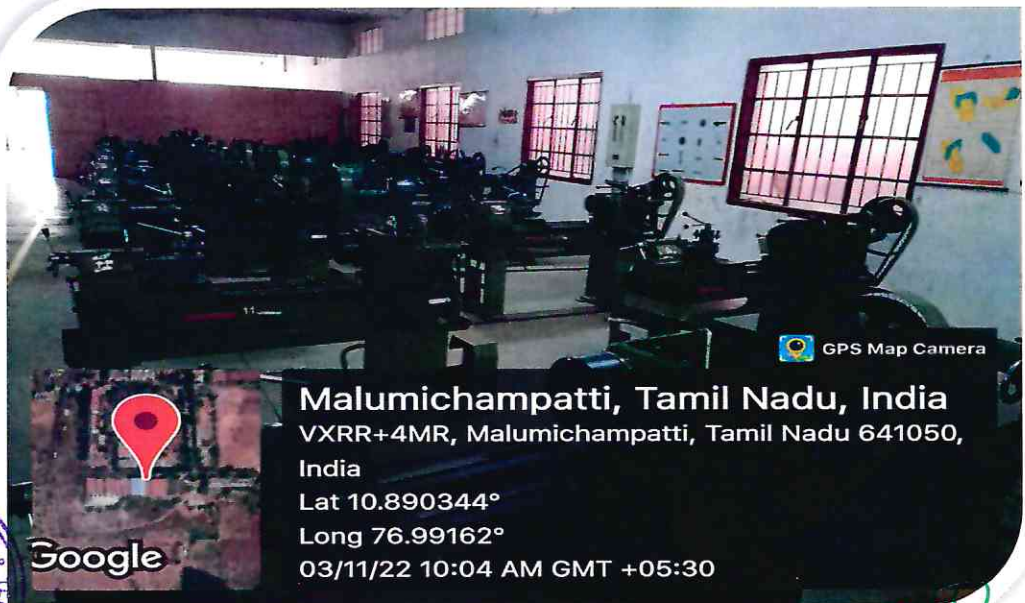 11
GPS Map Camera
Malumichampatti, Tamil Nadu, India
VXRR+4MR, Malumichampatti, Tamil Nadu 641050,
India
Lat 10.890344°
Long 76.99162°
03/11/22 10:04 AM GMT +05:30
Google